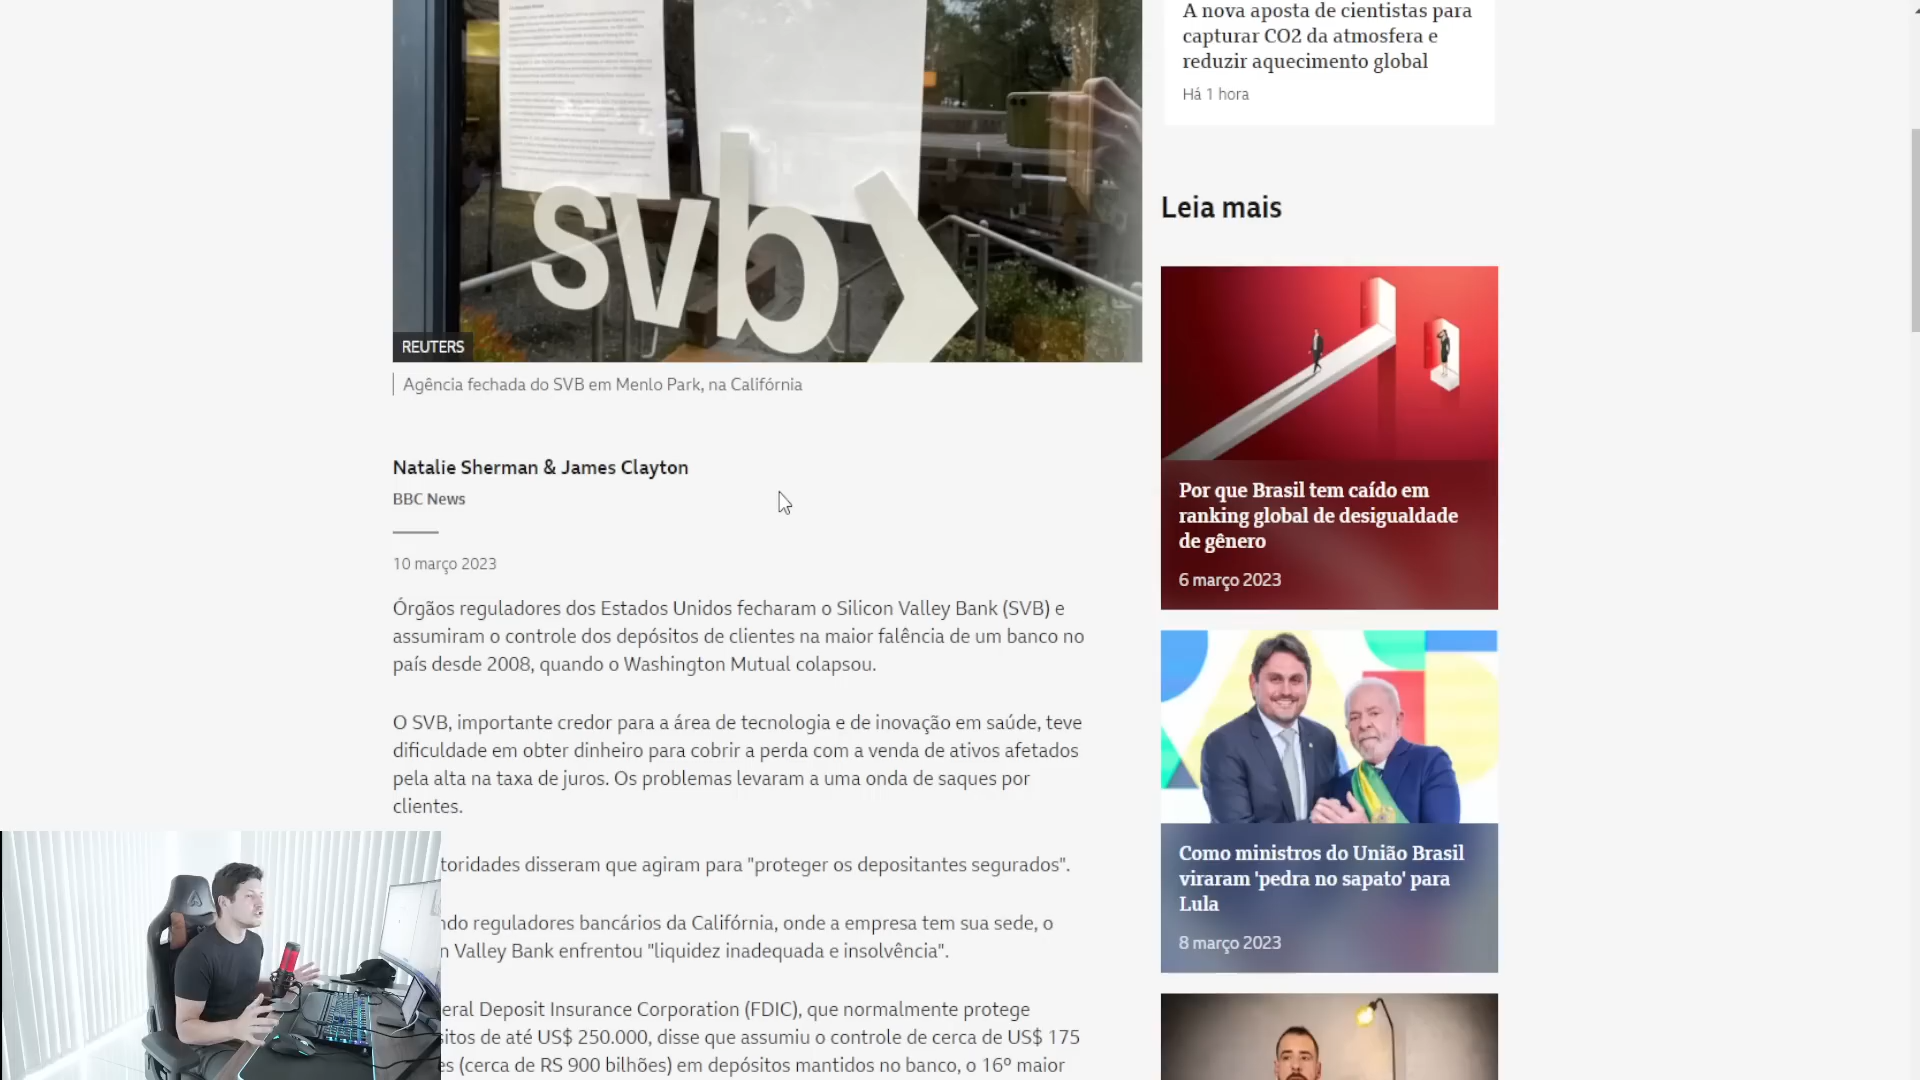 svb
REUTERS
Agência fechada do SVB em Menlo Park, na Califórnia
Natalie Sherman & James Clayton
BBC News
10 março 2023
Órgãos reguladores dos Estados Unidos fecharam o Silicon Valley Bank (SVB) e
assumiram o controle dos depósitos de clientes na maior falência de um banco no
país desde 2008, quando o Washington Mutual colapsou.
O SVB, importante credor para a área de tecnologia e de inovação em saúde, teve
dificuldade em obter dinheiro para cobrir a perda com a venda de ativos afetados
pela alta na taxa de juros. Os problemas levaram a uma onda de saques por
clientes.
toridades disseram que agiram para "proteger os depositantes segurados".
ndo reguladores bancários da Califórnia, onde a empresa tem sua sede, o
n Valley Bank enfrentou "liquidez inadequada e insolvência".
eral Deposit Insurance Corporation (FDIC), que normalmente protege
sitos de até US$ 250.000, disse que assumiu o controle de cerca de US$ 175
es (cerca de RS 900 bilhões) em depósitos mantidos no banco, o 16º maior
A nova aposta de cientistas para
capturar CO2 da atmosfera e
reduzir aquecimento global
Há 1 hora
Leia mais
Por que Brasil tem caído em
ranking global de desigualdade
de gênero
6 março 2023
Como ministros do União Brasil
viraram 'pedra no sapato' para
Lula
8 março 2023